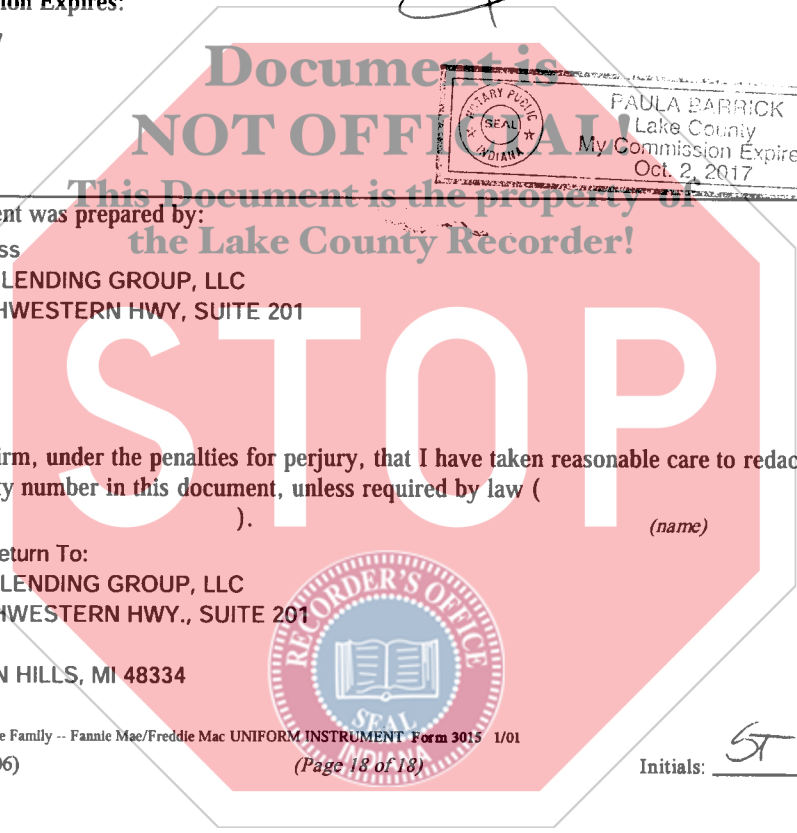 ion Expires:
Document is
NOT OFFICIAL!
This Document is the property of
the Lake County Recorder!
NOTARY PUBLIC
SEAL
INDIANA
PAULA BARRICK
Lake County
My Commission Expire
Oct. 2, 2017
ent was prepared by:
ss
LENDING GROUP, LLC
HWESTERN HWY, SUITE 201
STOP
irm, under the penalties for perjury, that I have taken reasonable care to redac
ty number in this document, unless required by law (
).
(name)
eturn To:
LENDING GROUP, LLC
HWESTERN HWY., SUITE 201
N HILLS, MI 48334
RECORDER'S OFFICE
SEAL
INDIANA
e Family -- Fannie Mae/Freddie Mac UNIFORM INSTRUMENT Form 3015 1/01
06)
(Page 18 of 18)
Initials: ST